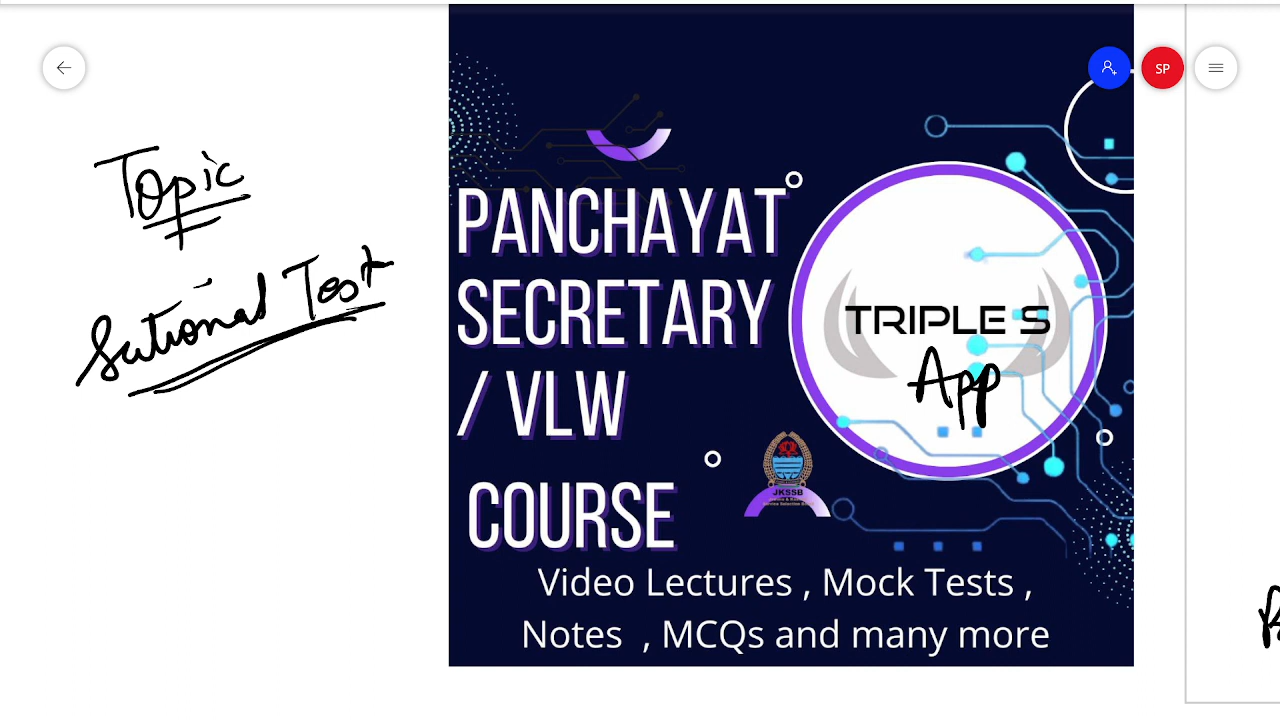 SP
Topic
Sectional Test
PANCHAYAT
SECRETARY
/ VLW
COURSE
TRIPLE S
App
JKSSB
Video Lectures , Mock Tests ,
Notes , MCQs and many more